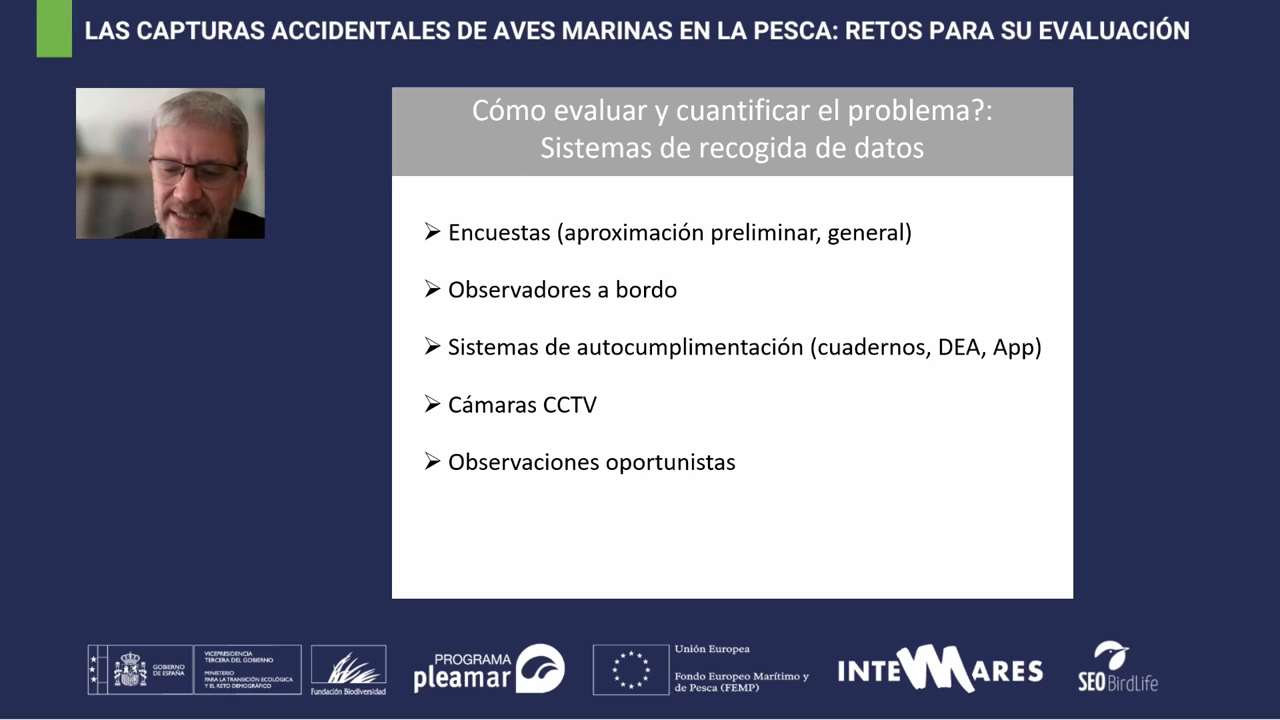 LAS CAPTURAS ACCIDENTALES DE AVES MARINAS EN LA PESCA: RETOS PARA SU EVALUACIÓN
Cómo evaluar y cuantificar el problema?:
Sistemas de recogida de datos
Encuestas (aproximación preliminar, general)
Observadores a bordo
Sistemas de autocumplimentación (cuadernos, DEA, App)
Cámaras CCTV
Observaciones oportunistas
GOBIERNO
DE ESPAÑA
VICEPRESIDENCIA
TERCERA DEL GOBIERNO
MINISTERIO
PARA LA TRANSICIÓN ECOLÓGICA
Y EL RETO DEMOGRÁFICO
Fundación Biodiversidad
PROGRAMA
pleamar
Unión Europea
Fondo Europeo Marítimo y
de Pesca (FEMP)
INTEMARES
SEO BirdLife